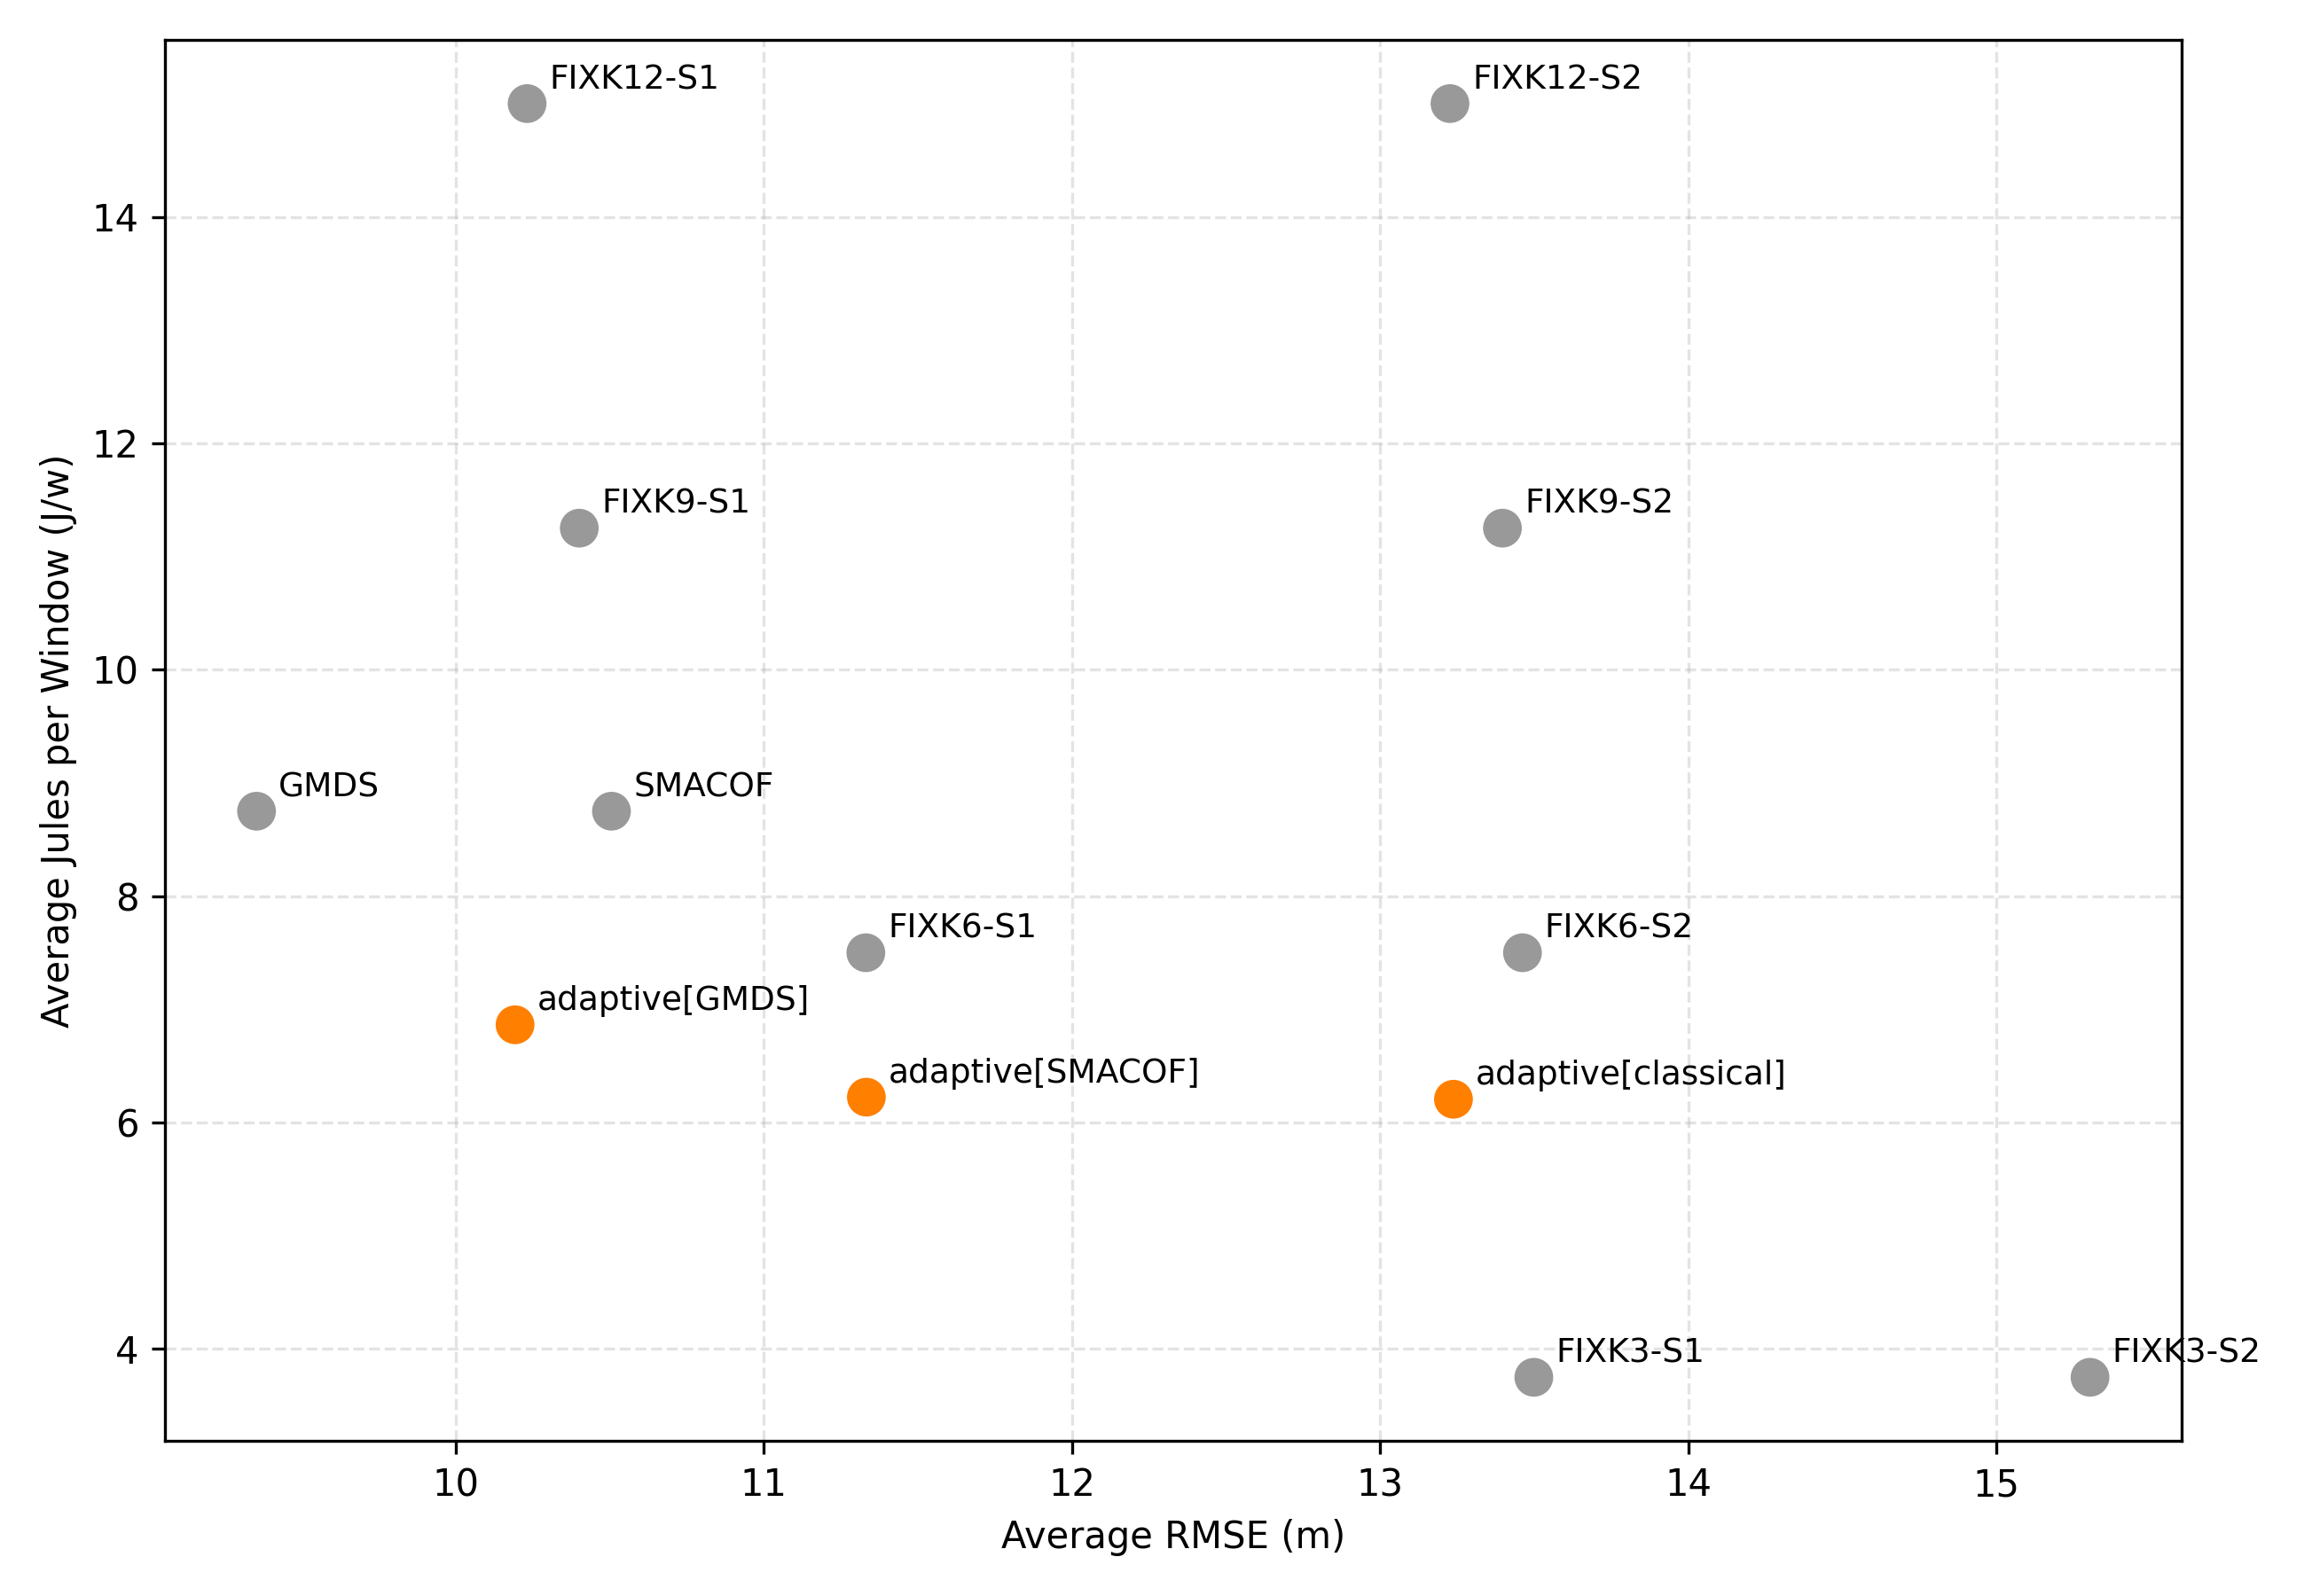 FIXK12-S1
FIXK12-S2
14
12
FIXK9-S1
FIXK9-S2
10
GMDS
SMACOF
8
FIXK6-S1
FIXK6-S2
adaptive[GMDS]
adaptive[SMACOF]
adaptive[classical]
6
4
FIXK3-S1
FIXK3-S2
Average Jules per Window (J/w)
10
11
12
13
14
15
Average RMSE (m)